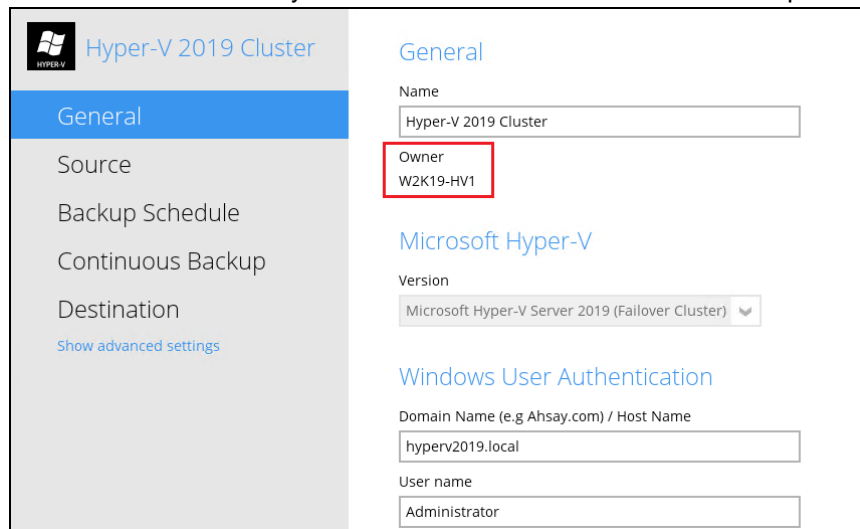 HYPER-V
Hyper-V 2019 Cluster
General
Source
Backup Schedule
Continuous Backup
Destination
Show advanced settings
General
Name
Hyper-V 2019 Cluster
Owner
W2K19-HV1
Microsoft Hyper-V
Version
Microsoft Hyper-V Server 2019 (Failover Cluster)
Windows User Authentication
Domain Name (e.g Ahsay.com) / Host Name
hyperv2019.local
User name
Administrator